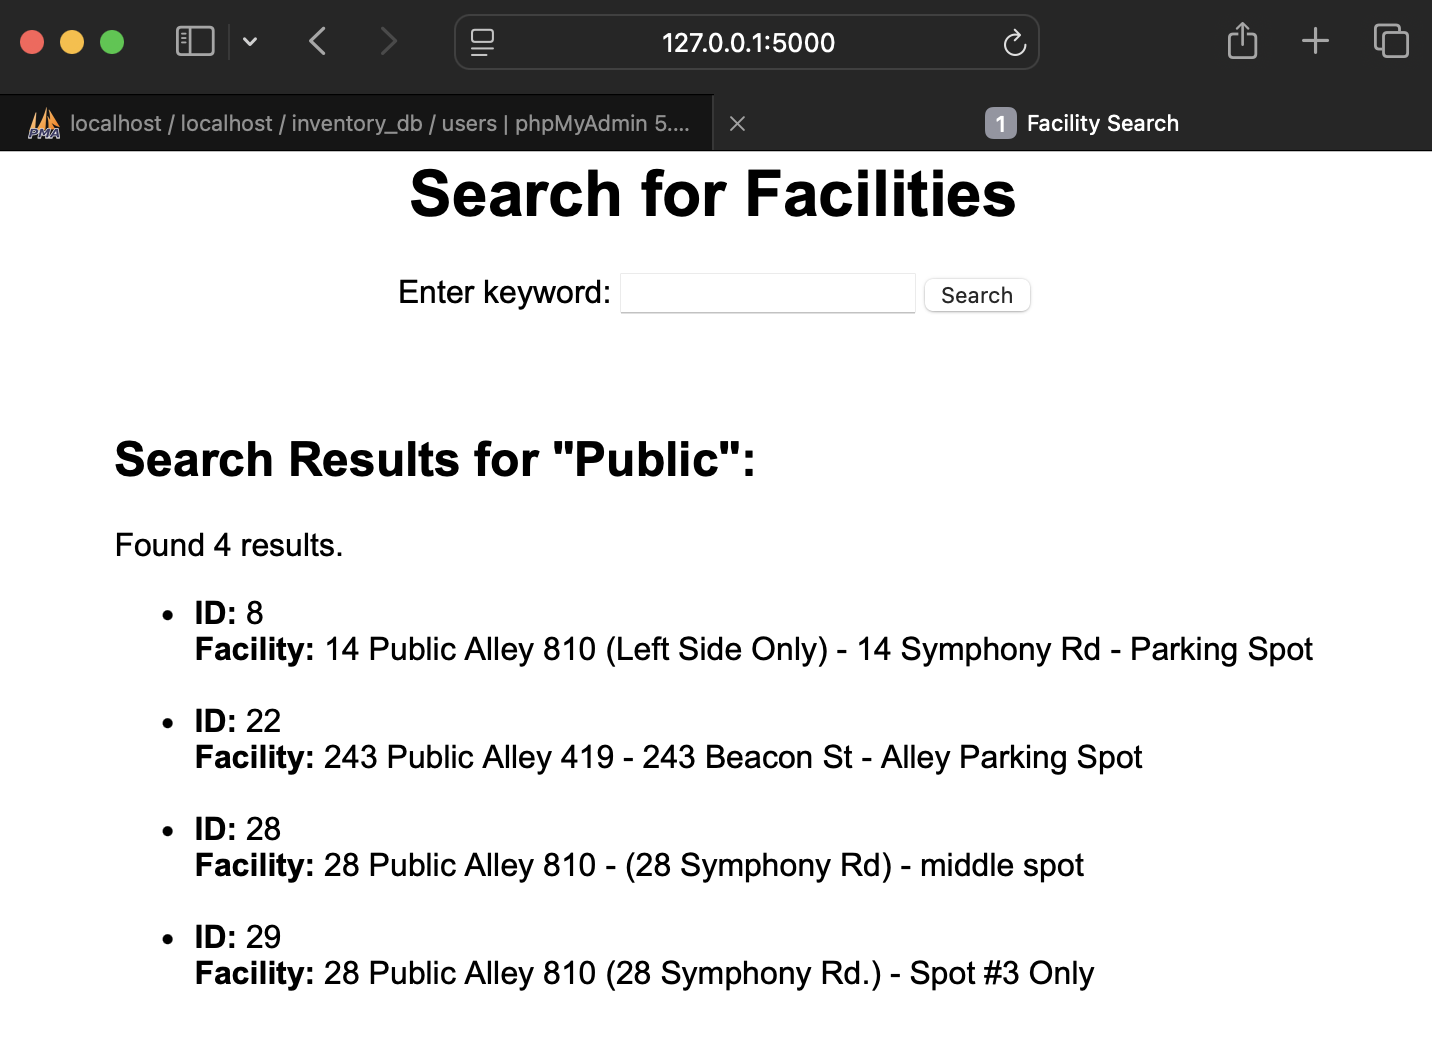 127.0.0.1:5000
PMA localhost / localhost / inventory_db / users | phpMyAdmin 5....
1 Facility Search
Search for Facilities
Enter keyword: Search
Search Results for "Public":
Found 4 results.
• ID: 8
Facility: 14 Public Alley 810 (Left Side Only) - 14 Symphony Rd - Parking Spot
• ID: 22
Facility: 243 Public Alley 419 - 243 Beacon St - Alley Parking Spot
• ID: 28
Facility: 28 Public Alley 810 - (28 Symphony Rd) - middle spot
• ID: 29
Facility: 28 Public Alley 810 (28 Symphony Rd.) - Spot #3 Only